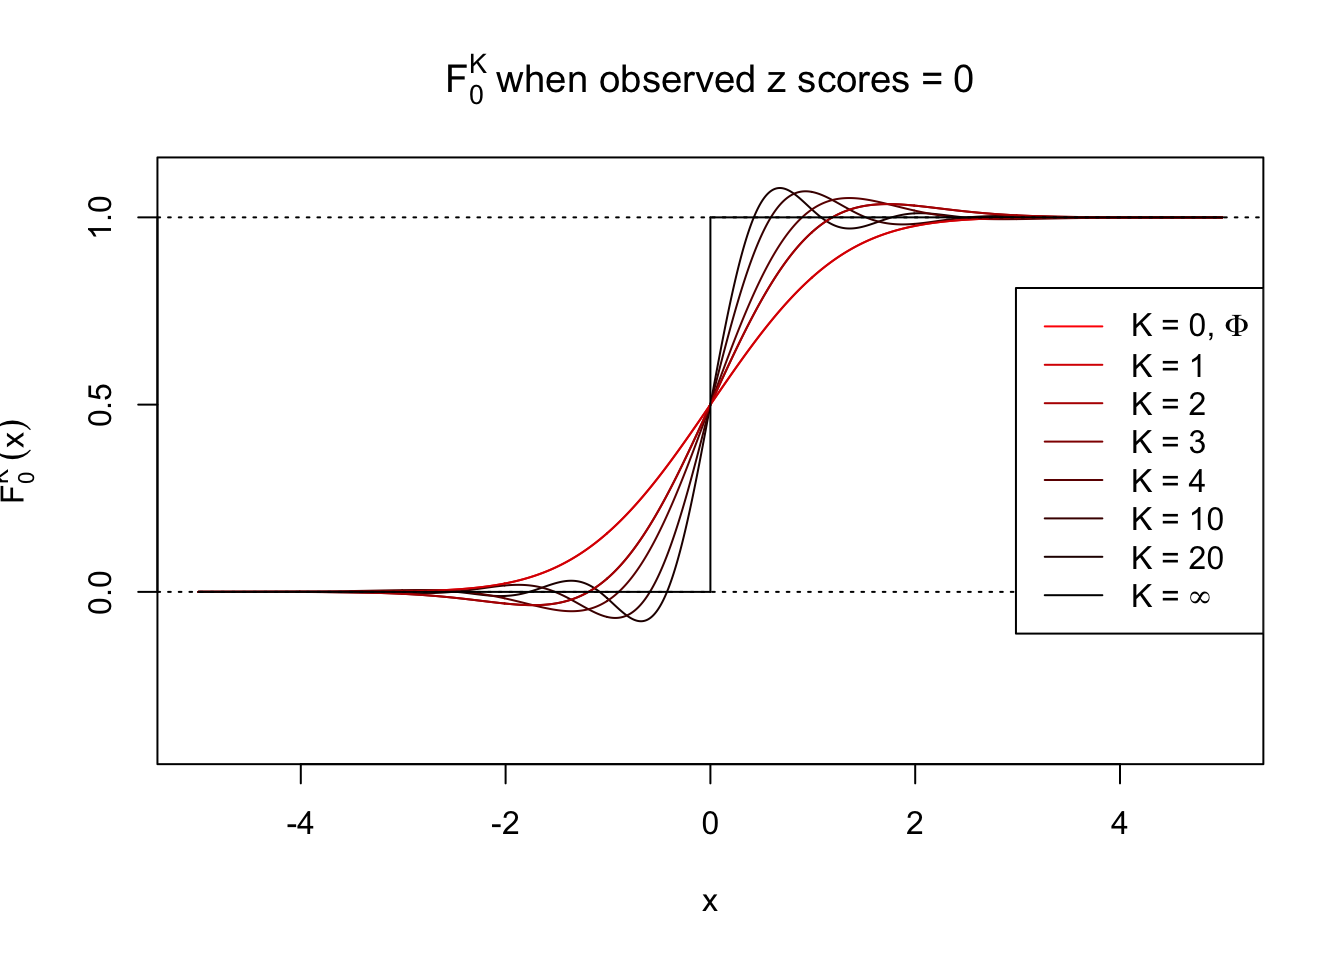 F₀ᴷ when observed z scores = 0
F₀ᴷ(x)
1.0
0.5
0.0
K = 0, Φ
K = 1
K = 2
K = 3
K = 4
K = 10
K = 20
K = ∞
-4 -2 0 2 4
x